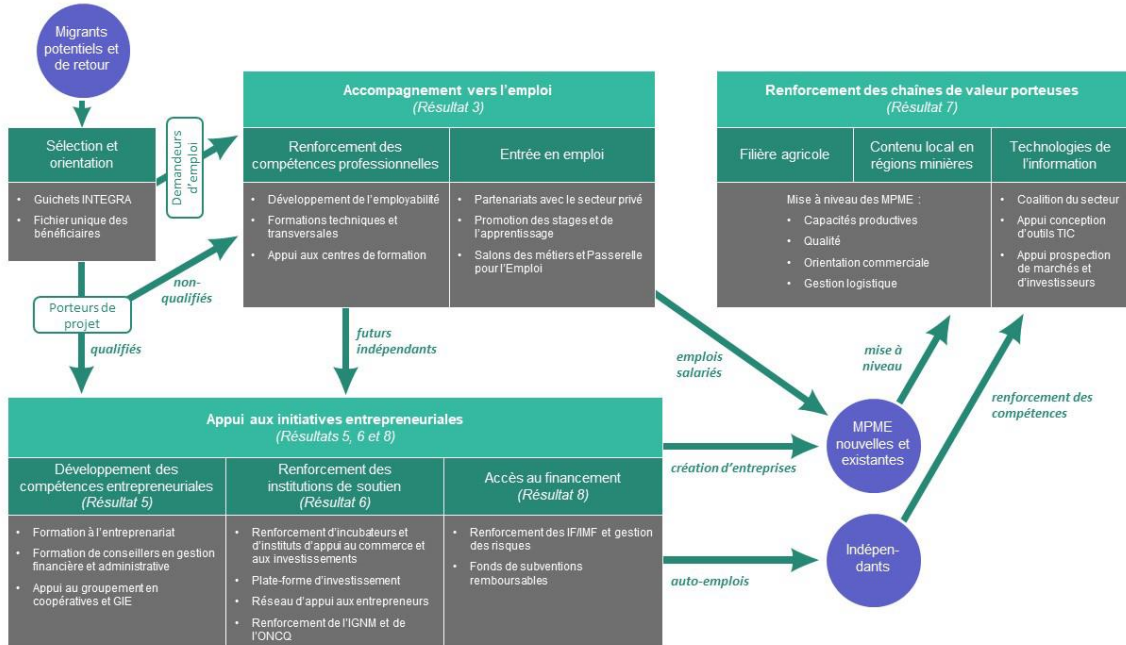 Migrants
potentiels et
de retour
Sélection et
orientation
• Guichets INTEGRA
• Fichier unique des
bénéficiaires
Demandeurs
d'emploi
Porteurs de
projet
non-
qualifiés
qualifiés
Accompagnement vers l'emploi
(Résultat 3)
Renforcement des
compétences professionnelles
• Développement de l'employabilité
• Formations techniques et
transversales
• Appui aux centres de formation
Entrée en emploi
• Partenariats avec le secteur privé
• Promotion des stages et de
l'apprentissage
• Salons des métiers et Passerelle
pour l'Emploi
Renforcement des chaînes de valeur porteuses
(Résultat 7)
Filière agricole
Contenu local en
régions minières
Technologies de
l'information
Mise à niveau des MPME :
• Capacités productives
• Qualité
• Orientation commerciale
• Gestion logistique
• Coalition du secteur
• Appui conception
d'outils TIC
• Appui prospection
de marchés et
d'investisseurs
futurs
indépendants
emplois
salariés
mise à
niveau
renforcement des
compétences
Appui aux initiatives entrepreneuriales
(Résultats 5, 6 et 8)
Développement des
compétences entrepreneuriales
(Résultat 5)
• Formation à l'entreprenariat
• Formation de conseillers en gestion
financière et administrative
• Appui au groupement en
coopératives et GIE
Renforcement des
institutions de soutien
(Résultat 6)
• Renforcement d'incubateurs et
d'instituts d'appui au commerce et
aux investissements
• Plate-forme d'investissement
• Réseau d'appui aux entrepreneurs
• Renforcement de l'IGNM et de
l'ONCQ
Accès au financement
(Résultat 8)
• Renforcement des IF/IMF et gestion
des risques
• Fonds de subventions
remboursables
création d'entreprises
auto-emplois
MPME
nouvelles et
existantes
Indépen-
dants